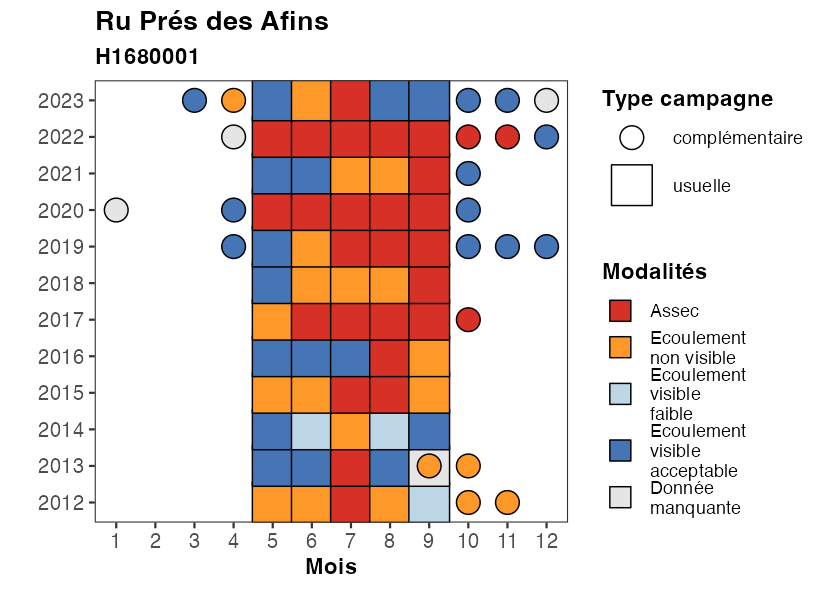 Ru Prés des Afins
H1680001
2023
2022
2021
2020
2019
2018
2017
2016
2015
2014
2013
2012
1 2 3 4 5 6 7 8 9 10 11 12
Mois
Type campagne
complémentaire
usuelle
Modalités
Assec
Ecoulement
non visible
Ecoulement
visible
faible
Ecoulement
visible
acceptable
Donnée
manquante